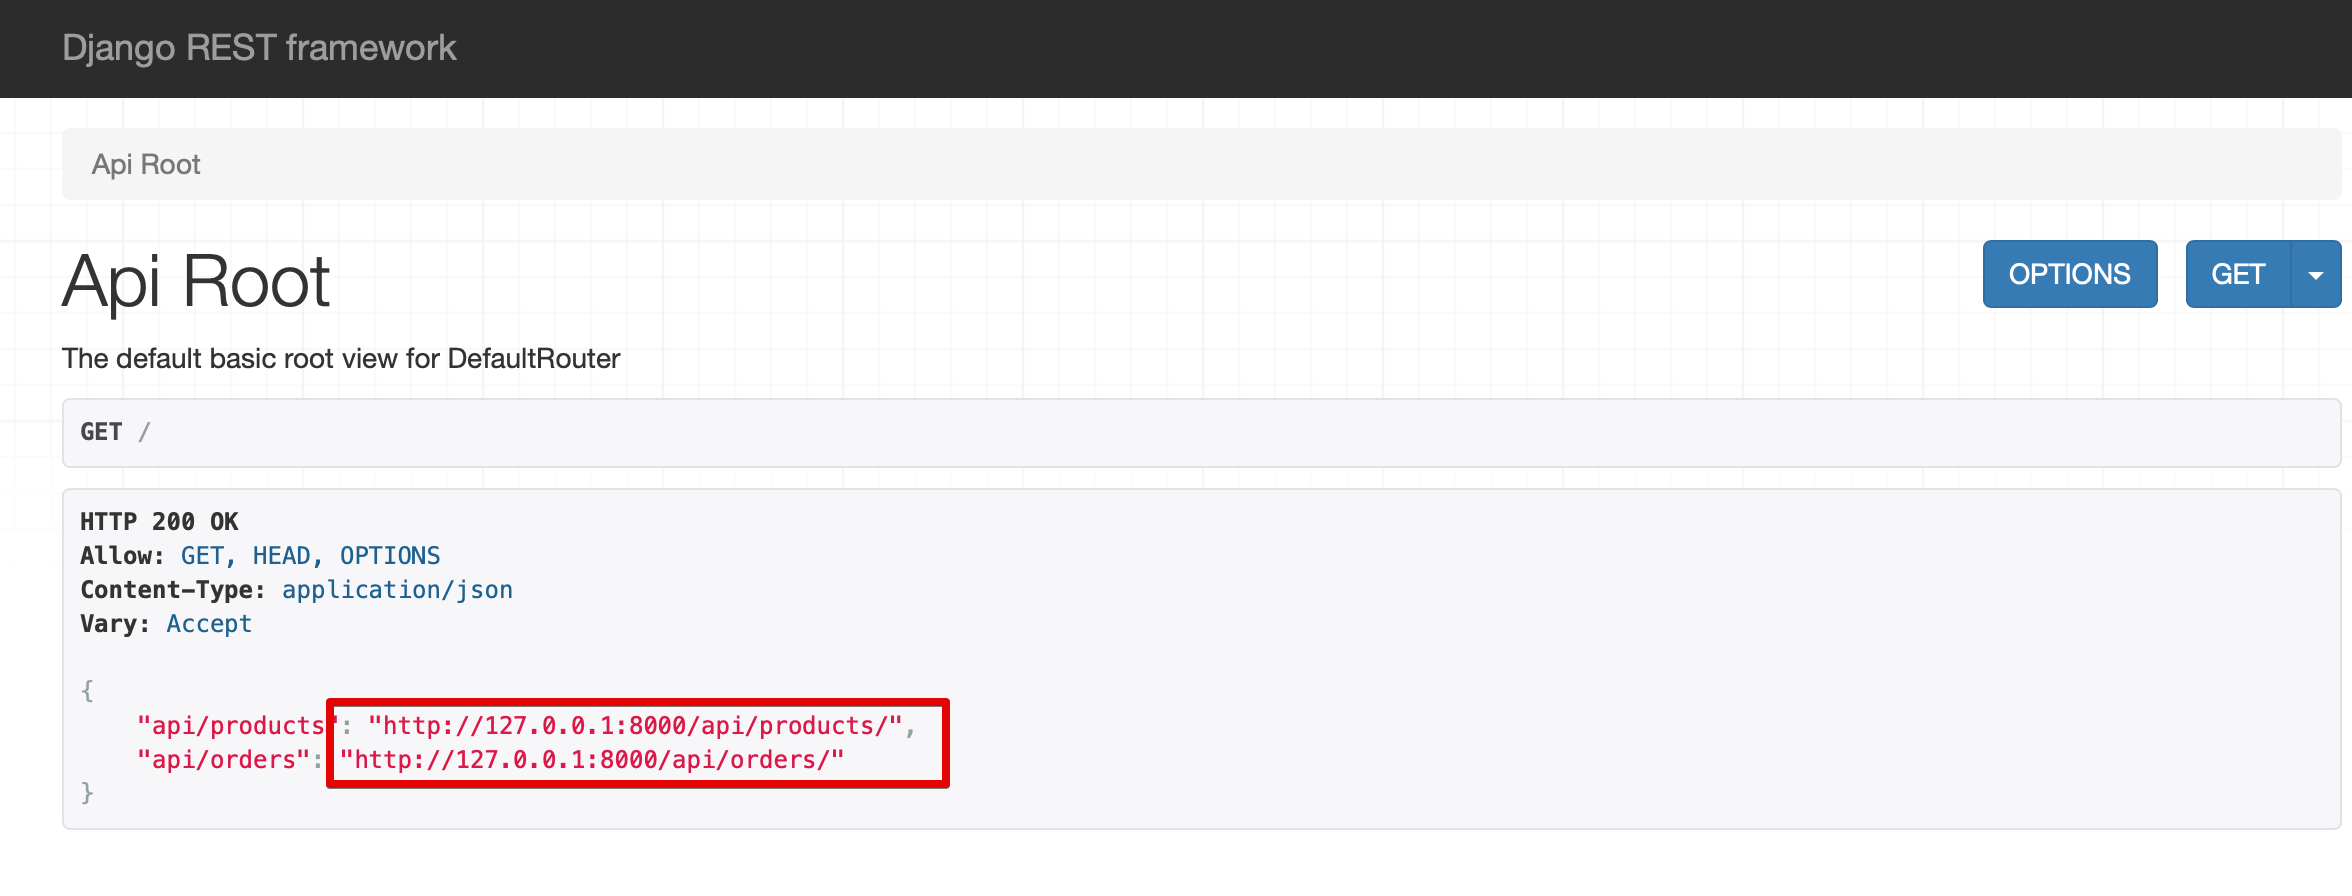 Django REST framework
Api Root
Api Root
OPTIONS
GET
The default basic root view for DefaultRouter
GET /
HTTP 200 OK
Allow: GET, HEAD, OPTIONS
Content-Type: application/json
Vary: Accept
{
"api/products": "http://127.0.0.1:8000/api/products/",
"api/orders": "http://127.0.0.1:8000/api/orders/"
}